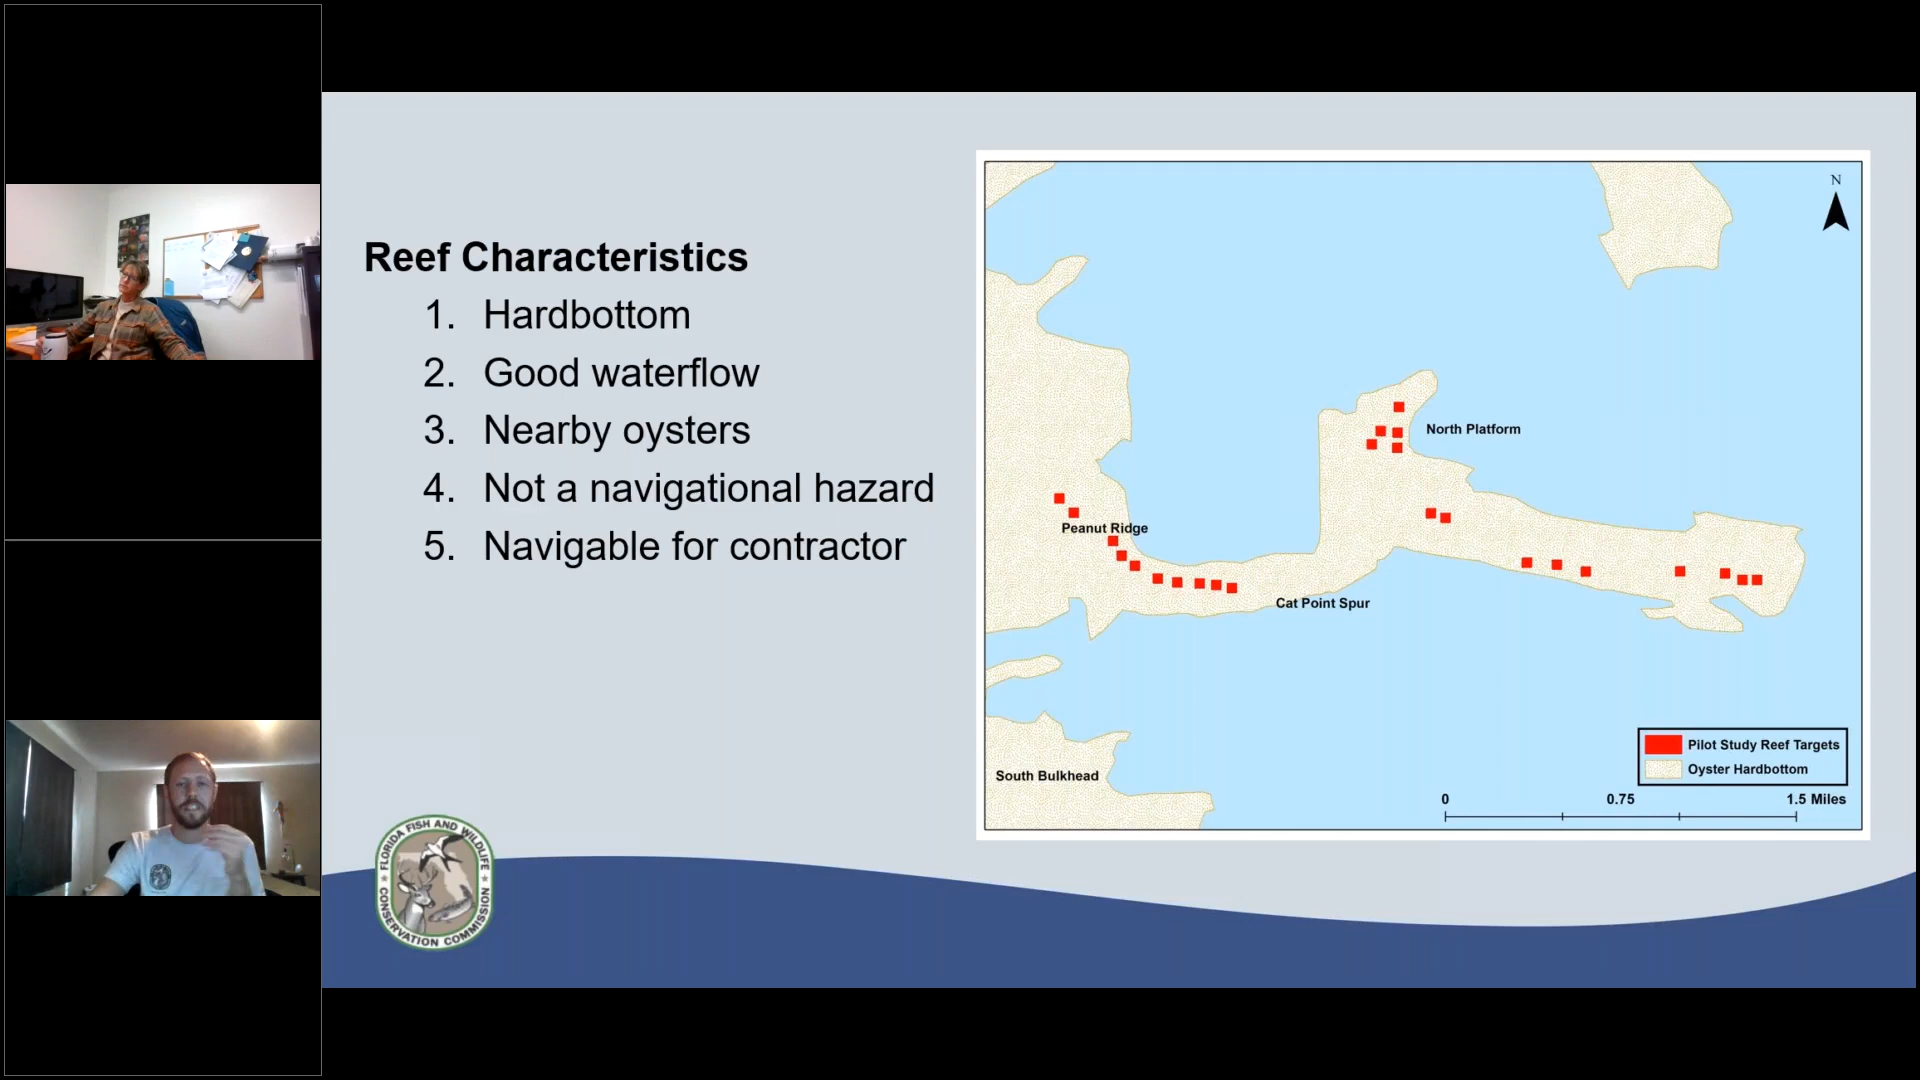 Reef Characteristics
1. Hardbottom
2. Good waterflow
3. Nearby oysters
4. Not a navigational hazard
5. Navigable for contractor
N
North Platform
Peanut Ridge
Cat Point Spur
South Bulkhead
Pilot Study Reef Targets
Oyster Hardbottom
0 0.75 1.5 Miles
FLORIDA FISH AND WILDLIFE
CONSERVATION COMMISSION